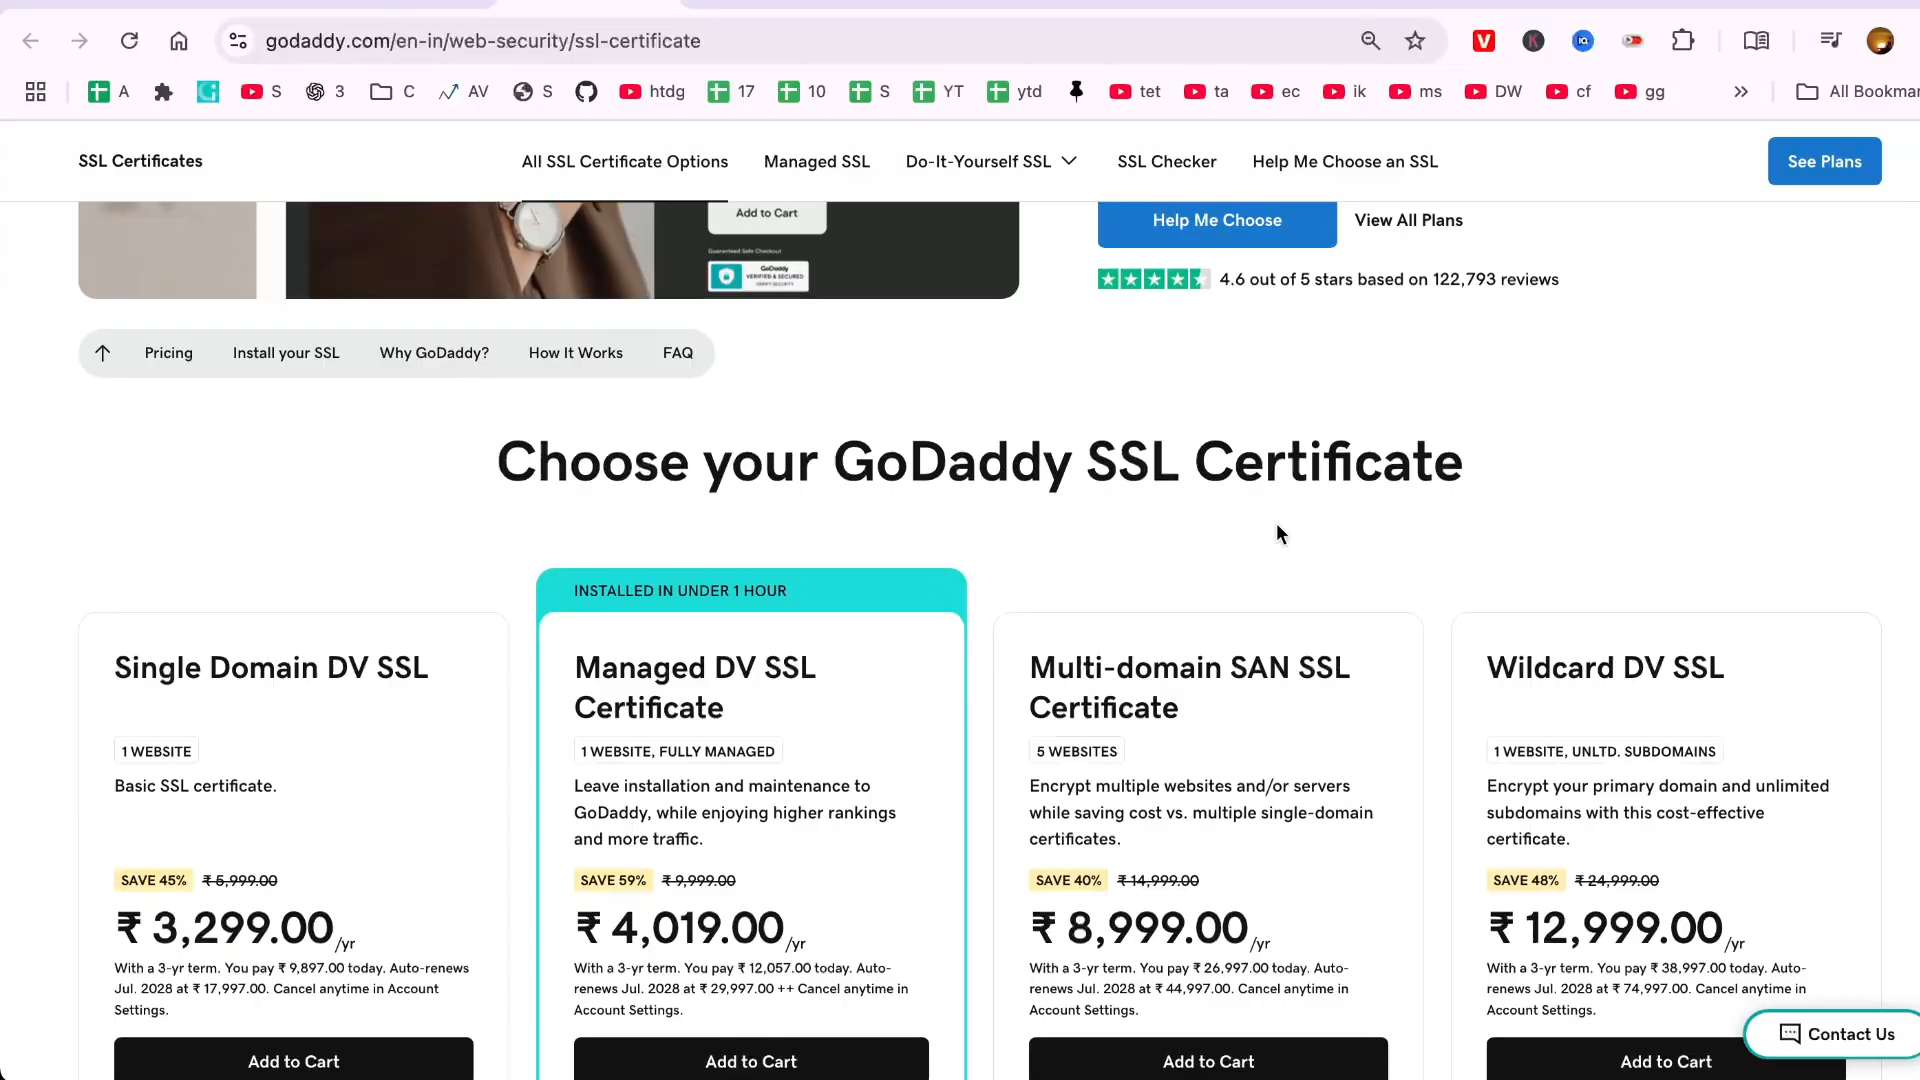 godaddy.com/en-in/web-security/ssl-certificate
A
S
3
C
AV
S
htdg
17
10
S
YT
ytd
tet
ta
ec
ik
ms
DW
cf
gg
All Bookmar
SSL Certificates
All SSL Certificate Options
Managed SSL
Do-It-Yourself SSL
SSL Checker
Help Me Choose an SSL
See Plans
Add to Cart
Guaranteed Safe Checkout
GoDaddy
VERIFIED & SECURED
VERIFY SECURITY
Help Me Choose
View All Plans
4.6 out of 5 stars based on 122,793 reviews
Pricing
Install your SSL
Why GoDaddy?
How It Works
FAQ
Choose your GoDaddy SSL Certificate
Single Domain DV SSL
1 WEBSITE
Basic SSL certificate.
SAVE 45% ₹ 5,999.00
₹ 3,299.00/yr
With a 3-yr term. You pay ₹ 9,897.00 today. Auto-renews
Jul. 2028 at ₹ 17,997.00. Cancel anytime in Account
Settings.
Add to Cart
INSTALLED IN UNDER 1 HOUR
Managed DV SSL
Certificate
1 WEBSITE, FULLY MANAGED
Leave installation and maintenance to
GoDaddy, while enjoying higher rankings
and more traffic.
SAVE 59% ₹ 9,999.00
₹ 4,019.00/yr
With a 3-yr term. You pay ₹ 12,057.00 today. Auto-
renews Jul. 2028 at ₹ 29,997.00 ++ Cancel anytime in
Account Settings.
Add to Cart
Multi-domain SAN SSL
Certificate
5 WEBSITES
Encrypt multiple websites and/or servers
while saving cost vs. multiple single-domain
certificates.
SAVE 40% ₹ 14,999.00
₹ 8,999.00/yr
With a 3-yr term. You pay ₹ 26,997.00 today. Auto-
renews Jul. 2028 at ₹ 44,997.00. Cancel anytime in
Account Settings.
Add to Cart
Wildcard DV SSL
1 WEBSITE, UNLTD. SUBDOMAINS
Encrypt your primary domain and unlimited
subdomains with this cost-effective
certificate.
SAVE 48% ₹ 24,999.00
₹ 12,999.00/yr
With a 3-yr term. You pay ₹ 38,997.00 today. Auto-
renews Jul. 2028 at ₹ 74,997.00. Cancel anytime in
Account Settings.
Add to Cart
Contact Us